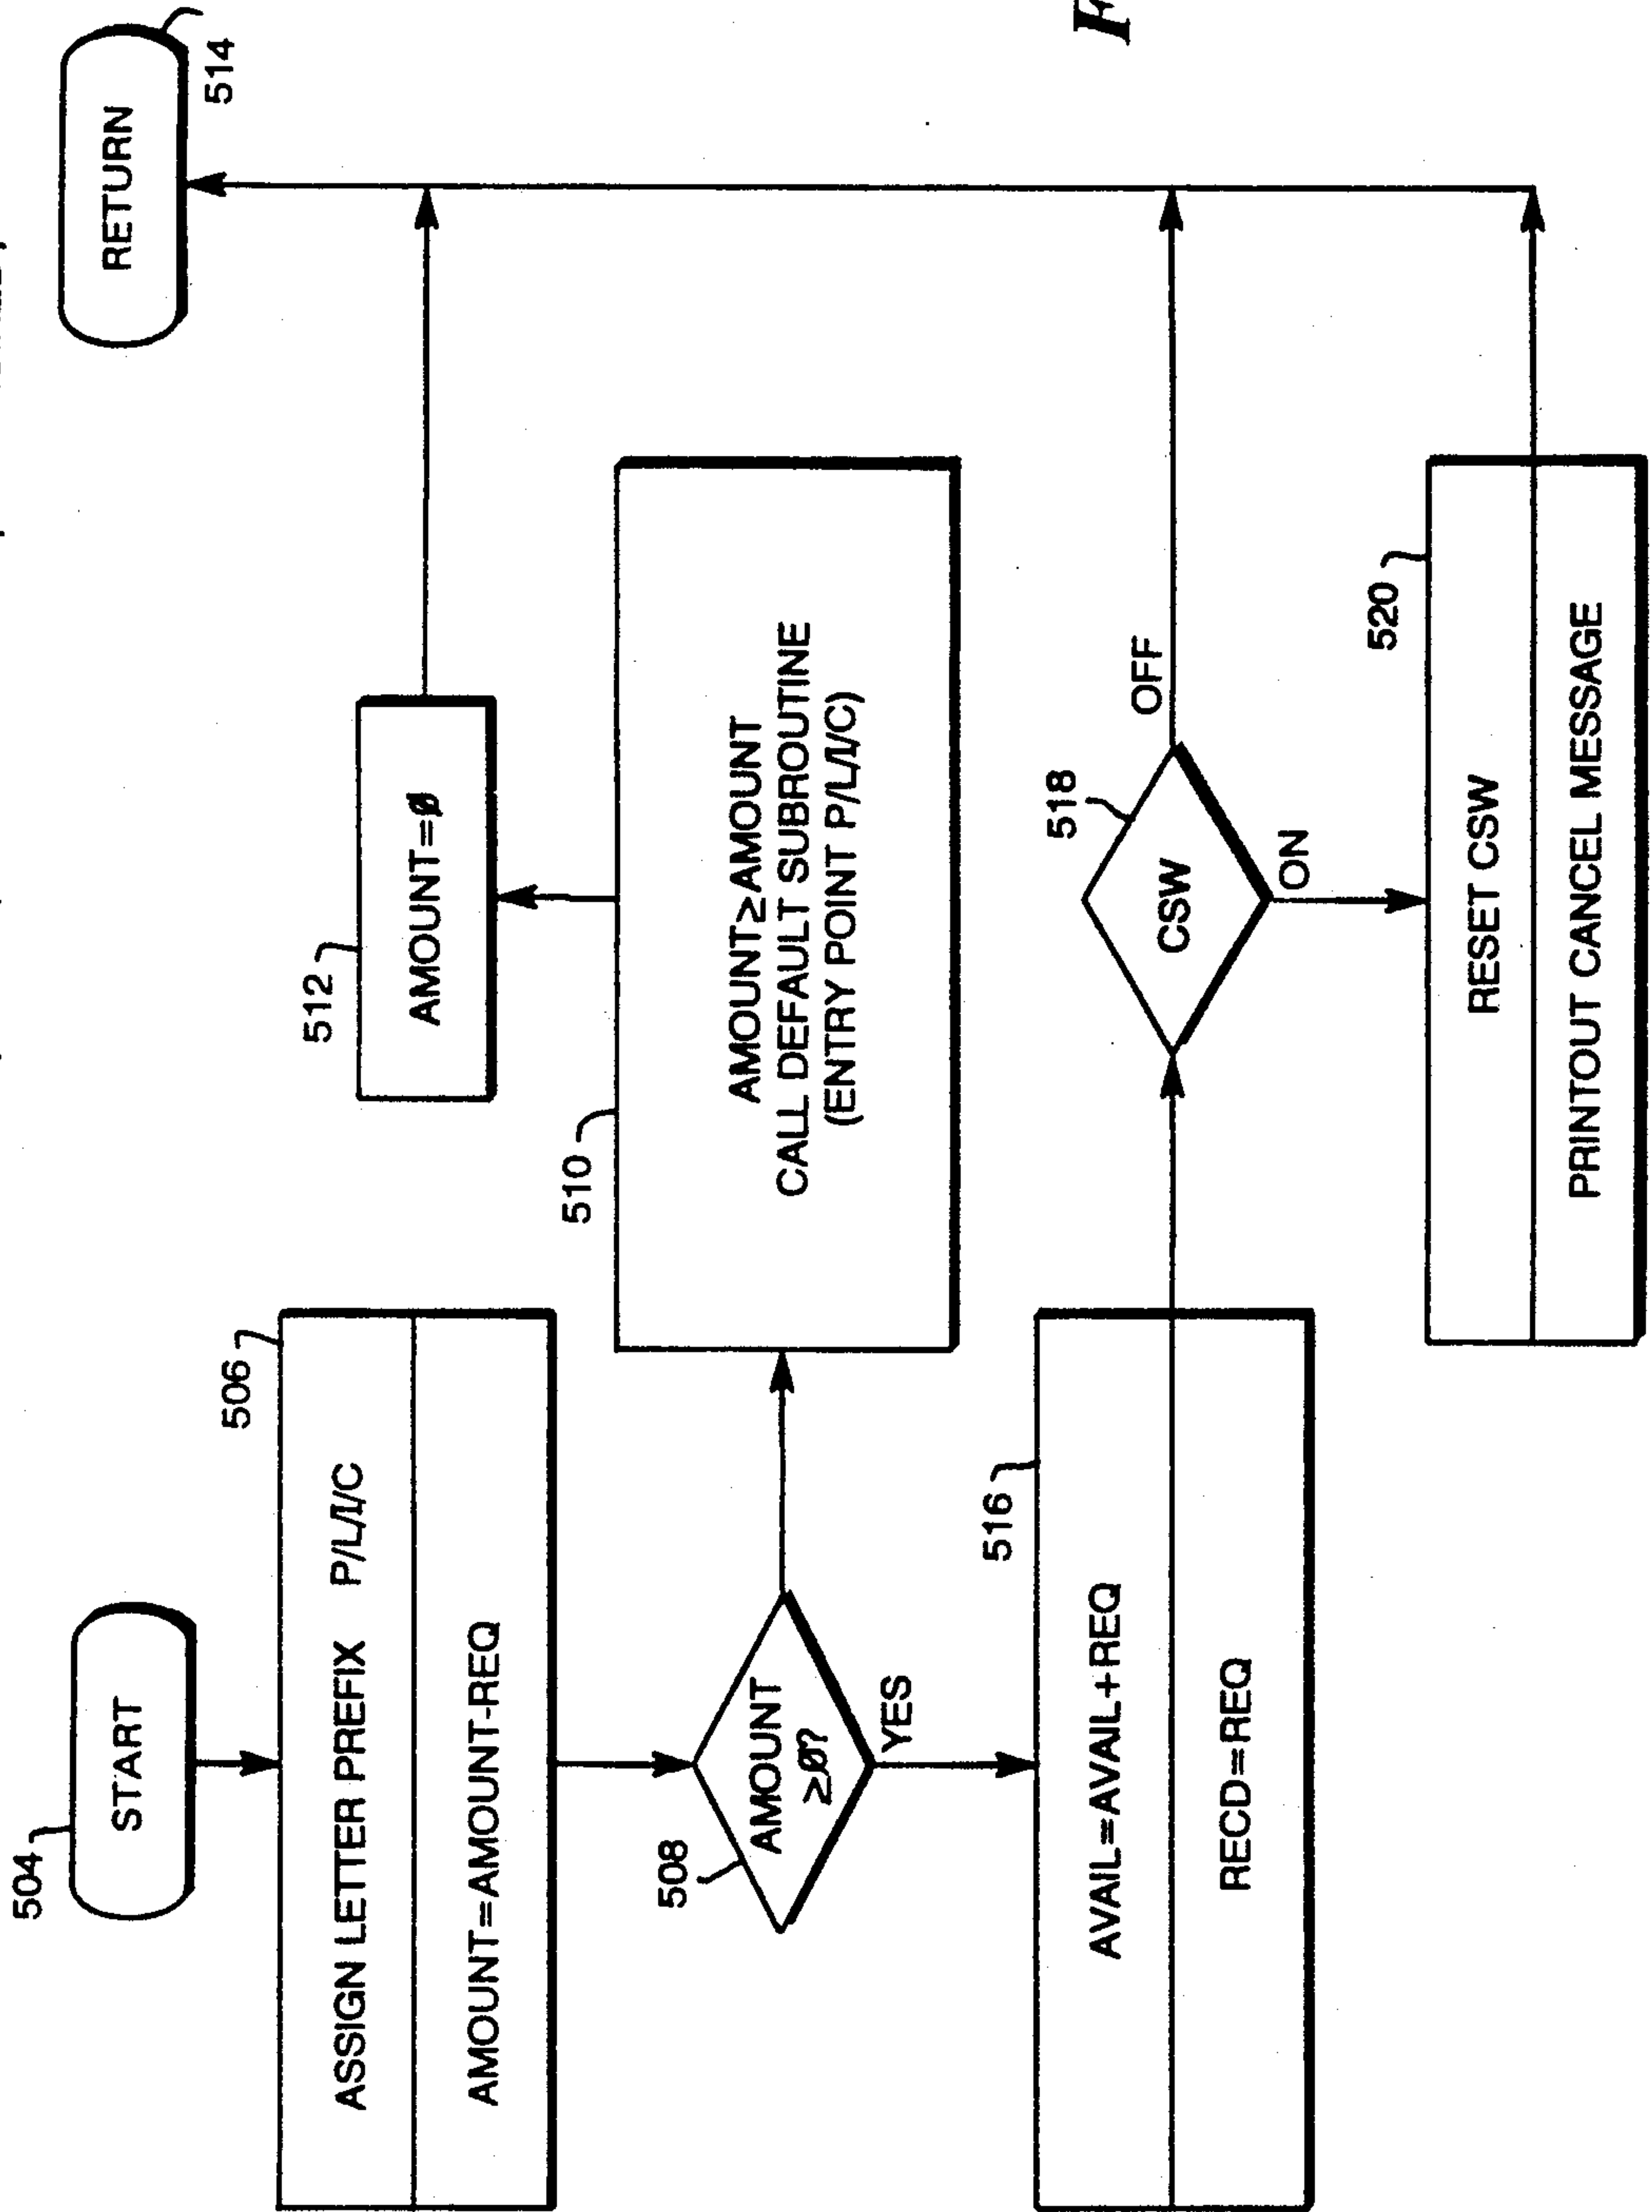 504
START
506
ASSIGN LETTER PREFIX P/L/I/C
AMOUNT=AMOUNT-REQ
508
AMOUNT
≥Ø?
YES
510
AMOUNT≥AMOUNT
CALL DEFAULT SUBROUTINE
(ENTRY POINT P/L/I/C)
512
AMOUNT=Ø
RETURN
514
516
AVAIL=AVAIL+REQ
RECD=REQ
518
CSW
OFF
ON
520
RESET CSW
PRINTOUT CANCEL MESSAGE
F